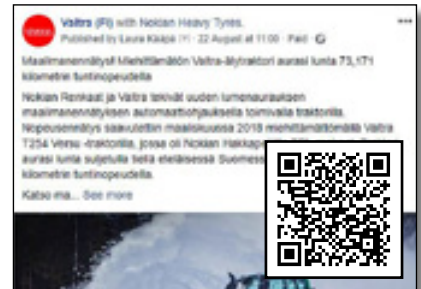 Valtra (FI) with Nokian Heavy Tyres.
Published by Laura Kääpä · 22 August at 11:00 · Paid ·
Maailmanennätys! Miehittämätön Valtra-älytraktori aurasi lunta 73,171
kilometrin tuntinopeudella
Nokian Renkaat ja Valtra tekivät uuden lumenaurauksen
maailmanennätyksen automaattiohjauksella toimivalla traktorilla.
Nopeusennätys saavutettiin maaliskuussa 2018 miehittämättömällä Valtra
T254 Versu -traktorilla, jossa oli Nokian
aurasi lunta suljetulla tiellä eteläisessä Suomessa
kilometrin tuntinopeudella.
Katso ma... See more